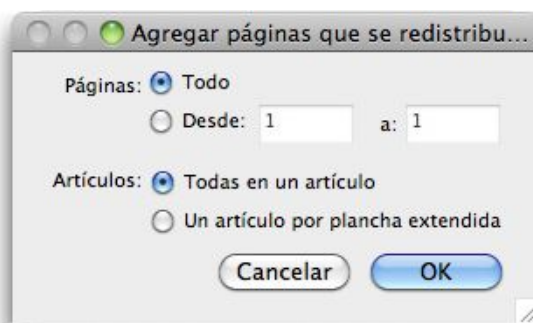 Agregar páginas que se redistribu...
Páginas: Todo
Desde: 1 a: 1
Artículos: Todas en un artículo
Un artículo por plancha extendida
Cancelar OK